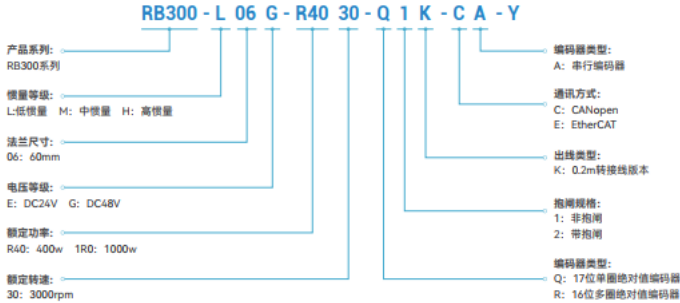 RB300-L 06 G-R40 30-Q 1 K-C A-Y
产品系列:
RB300系列
惯量等级:
L:低惯量 M: 中惯量 H: 高惯量
法兰尺寸:
06: 60mm
电压等级:
E: DC24V G: DC48V
额定功率:
R40: 400w 1R0: 1000w
额定转速:
30: 3000rpm
编码器类型:
A: 串行编码器
通讯方式:
C: CANopen
E: EtherCAT
出线类型:
K: 0.2m转接线版本
抱闸规格:
1: 非抱闸
2: 带抱闸
编码器类型:
Q: 17位单圈绝对值编码器
R: 16位多圈绝对值编码器